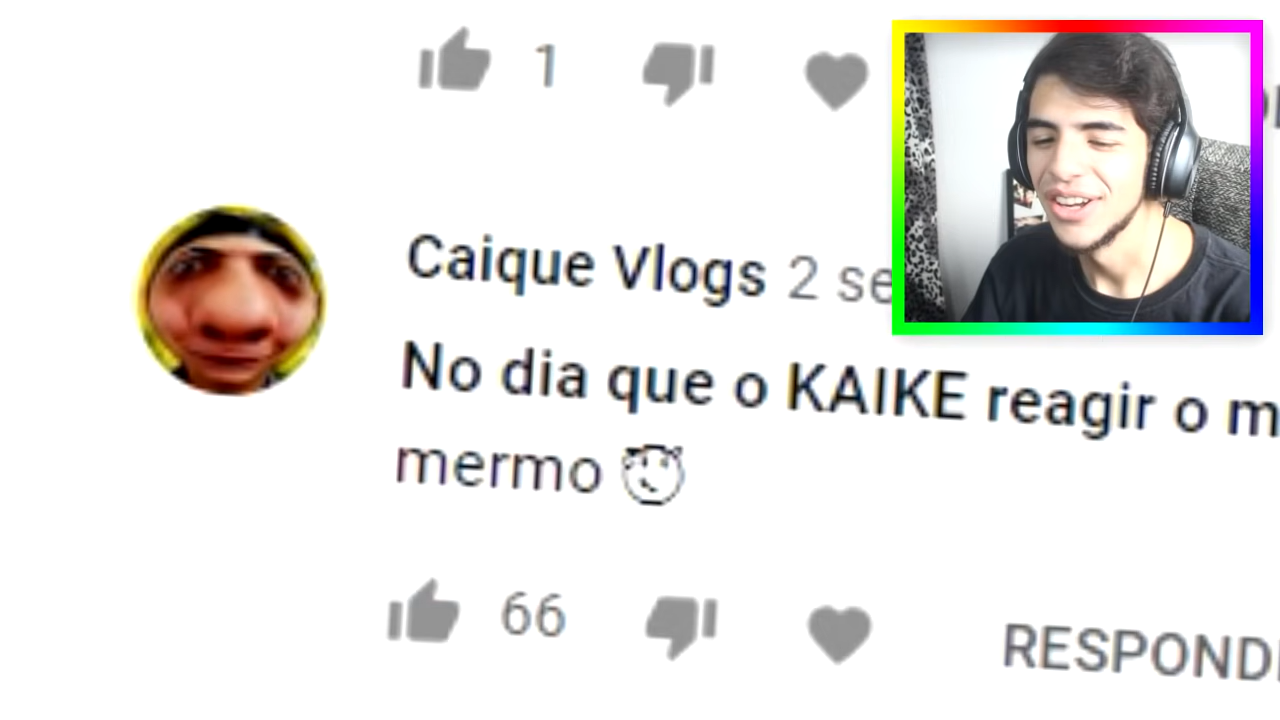 1
Caique Vlogs 2 se
No dia que o KAIKE reagir o m
mermo
66
RESPOND